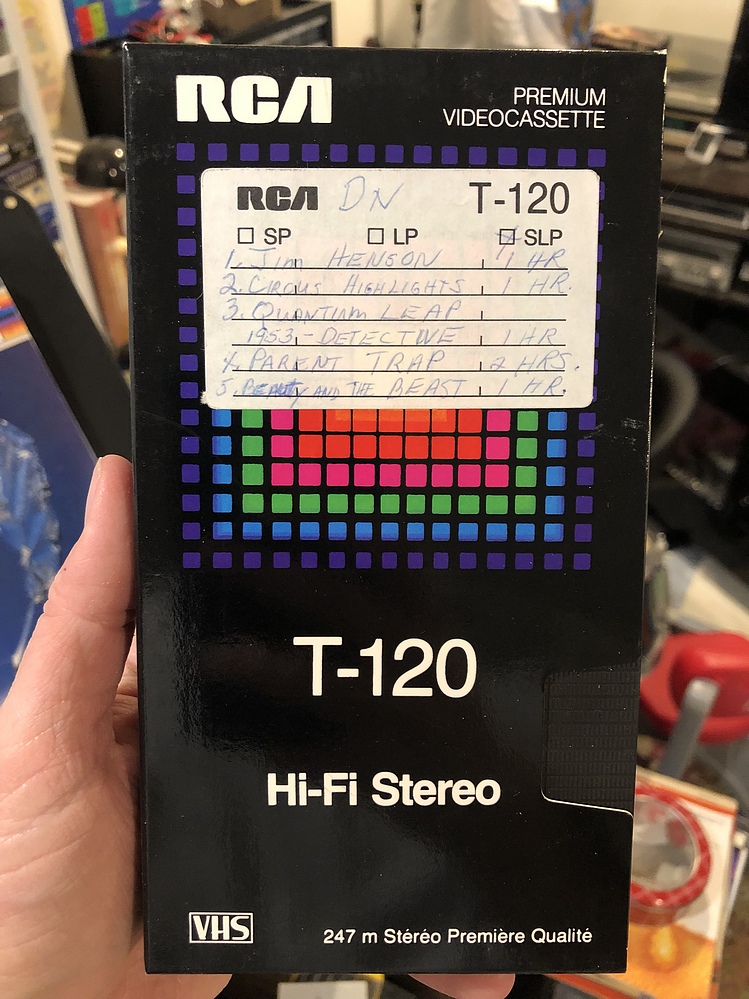 RCA
PREMIUM
VIDEOCASSETTE
RCA DN T-120
SP LP SLP
1. Jim HENSON 1 HR
2. CIRCUS HIGHLIGHTS 1 HR.
3. QUANTUM LEAP
1953 - DETECTIVE 1 HR
4. PARENT TRAP 2 HRS.
5. BEAUTY AND THE BEAST 1 HR.
T-120
Hi-Fi Stereo
VHS
247 m Stéréo Première Qualité